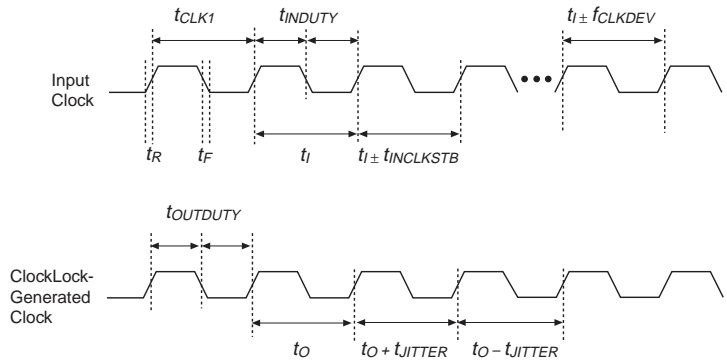 tCLK1
tINDUTY
tI ± fCLKDEV
Input
Clock
tR
tF
tI
tI ± tINCLKSTB
tOUTDUTY
ClockLock-
Generated
Clock
tO
tO + tJITTER
tO – tJITTER